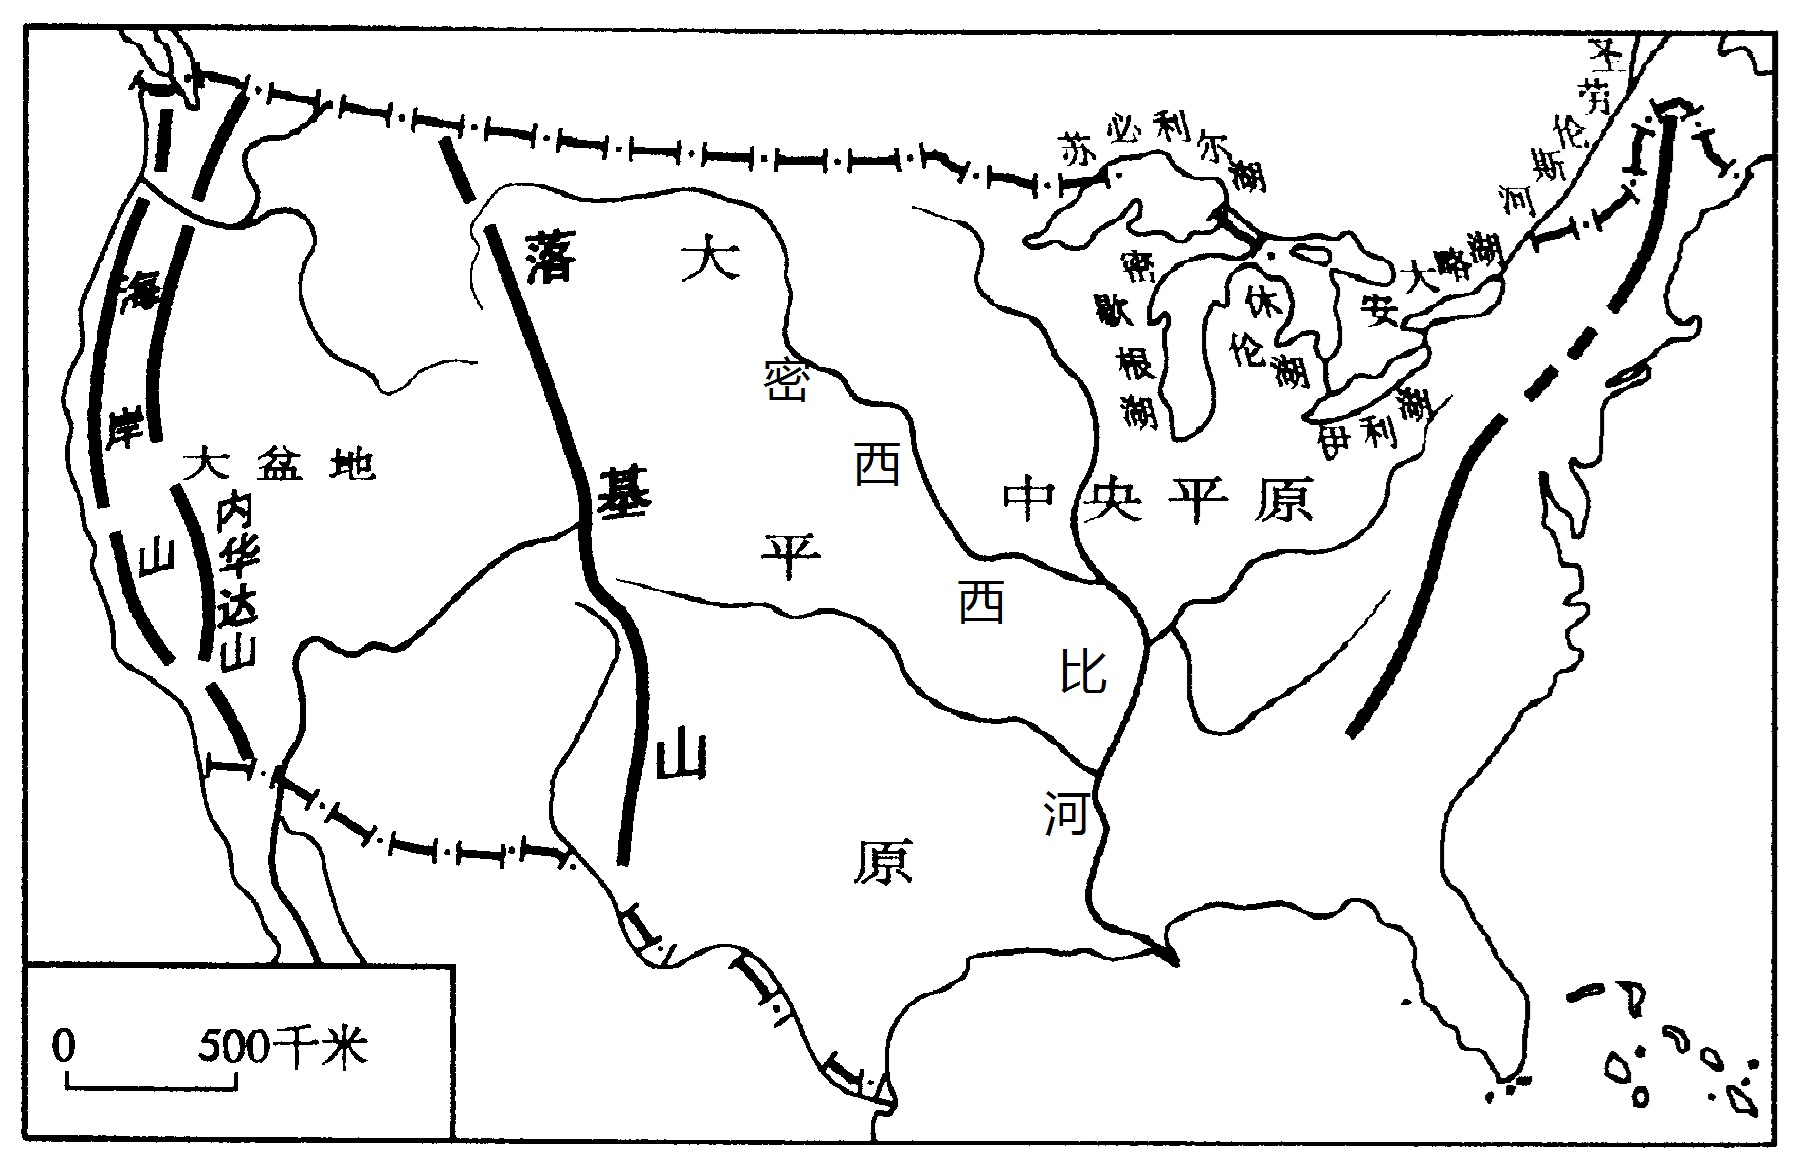 圣劳伦斯河
苏必利尔湖
密歇根湖
休伦湖
安大略湖
伊利湖
落基山
大平原
海岸山
大盆地
内华达山
密西西比河
中央平原
0 500千米